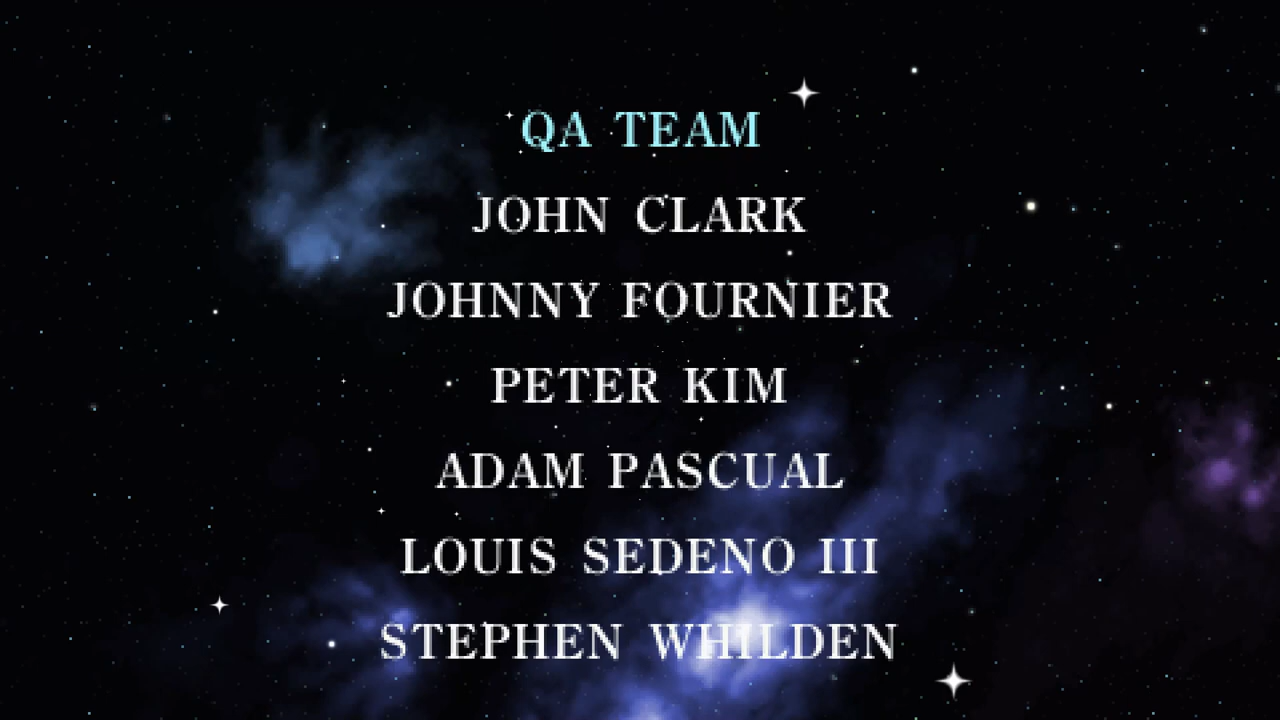 QA TEAM
JOHN CLARK
JOHNNY FOURNIER
PETER KIM
ADAM PASCUAL
LOUIS SEDENO III
STEPHEN WHILDEN